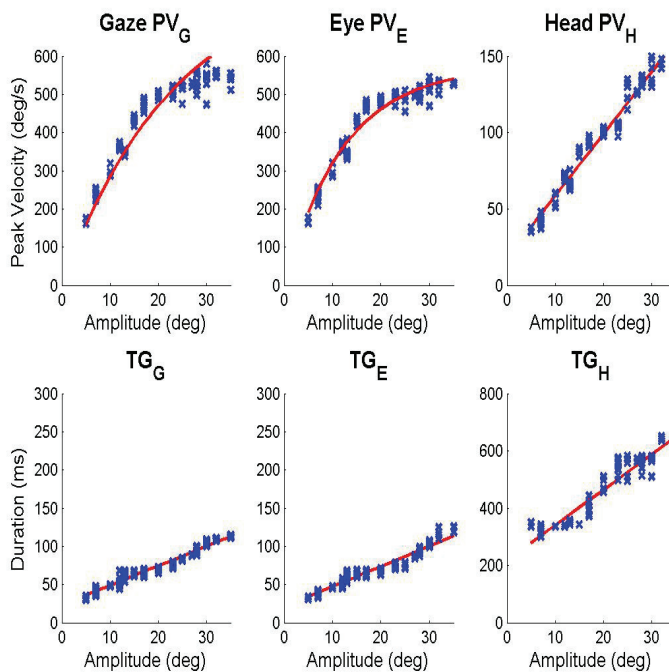 Gaze PV_G
Eye PV_E
Head PV_H
Peak Velocity (deg/s)
600
500
400
300
200
100
0
0 10 20 30
Amplitude (deg)
600
500
400
300
200
100
0
0 10 20 30
Amplitude (deg)
150
100
50
0
0 10 20 30
Amplitude (deg)
TG_G
TG_E
TG_H
Duration (ms)
300
250
200
150
100
50
0
0 10 20 30
Amplitude (deg)
300
250
200
150
100
50
0
0 10 20 30
Amplitude (deg)
800
600
400
200
0
0 10 20 30
Amplitude (deg)